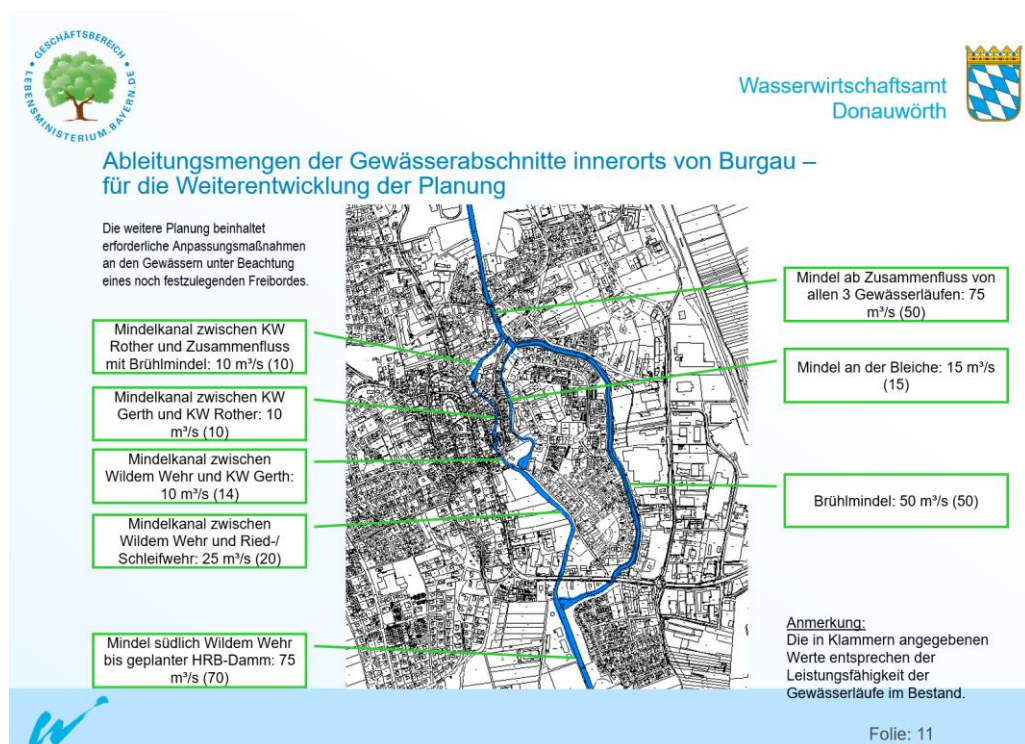 GESCHÄFTSBEREICH
LEBENSMINISTERIUM.BAYERN.DE
Wasserwirtschaftsamt
Donauwörth
Ableitungsmengen der Gewässerabschnitte innerorts von Burgau –
für die Weiterentwicklung der Planung
Die weitere Planung beinhaltet
erforderliche Anpassungsmaßnahmen
an den Gewässern unter Beachtung
eines noch festzulegenden Freibordes.
Mindelkanal zwischen KW
Rother und Zusammenfluss
mit Brühlmindel: 10 m³/s (10)
Mindelkanal zwischen KW
Gerth und KW Rother: 10
m³/s (10)
Mindelkanal zwischen
Wildem Wehr und KW Gerth:
10 m³/s (14)
Mindelkanal zwischen
Wildem Wehr und Ried-/
Schleifwehr: 25 m³/s (20)
Mindel südlich Wildem Wehr
bis geplanter HRB-Damm: 75
m³/s (70)
Mindel ab Zusammenfluss von
allen 3 Gewässerläufen: 75
m³/s (50)
Mindel an der Bleiche: 15 m³/s
(15)
Brühlmindel: 50 m³/s (50)
Anmerkung:
Die in Klammern angegebenen
Werte entsprechen der
Leistungsfähigkeit der
Gewässerläufe im Bestand.
Folie: 11